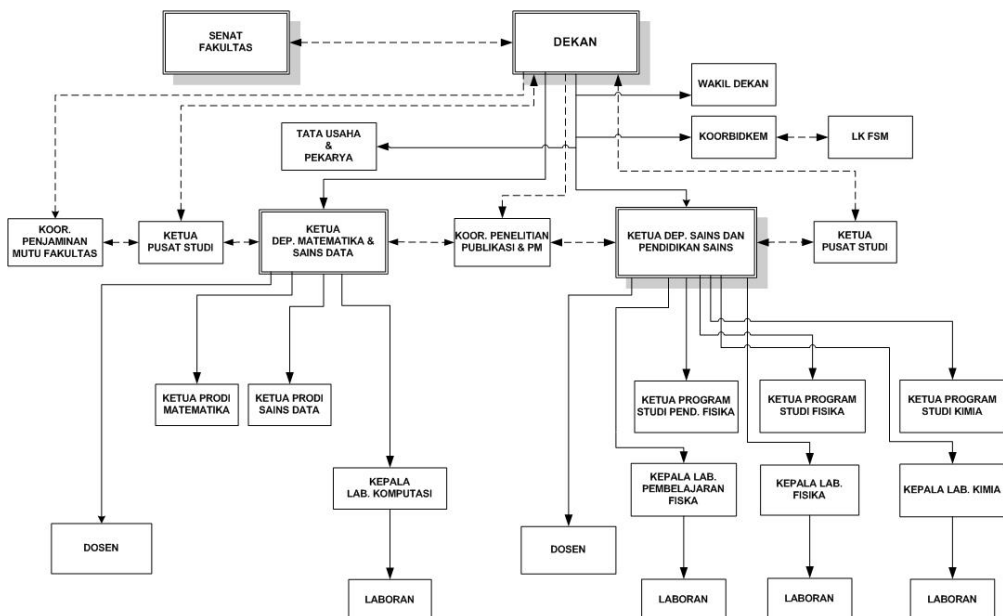 SENAT
FAKULTAS
DEKAN
WAKIL DEKAN
TATA USAHA
&
PEKARYA
KOORBIDKEM
LK FSM
KOOR.
PENJAMINAN
MUTU FAKULTAS
KETUA
PUSAT STUDI
KETUA
DEP. MATEMATIKA &
SAINS DATA
KOOR. PENELITIAN
PUBLIKASI & PM
KETUA DEP. SAINS DAN
PENDIDIKAN SAINS
KETUA
PUSAT STUDI
KETUA PRODI
MATEMATIKA
KETUA PRODI
SAINS DATA
KETUA PROGRAM
STUDI PEND. FISIKA
KETUA PROGRAM
STUDI FISIKA
KETUA PROGRAM
STUDI KIMIA
KEPALA
LAB. KOMPUTASI
KEPALA LAB.
PEMBELAJARAN
FISKA
KEPALA LAB.
FISIKA
KEPALA LAB. KIMIA
DOSEN
DOSEN
LABORAN
LABORAN
LABORAN
LABORAN